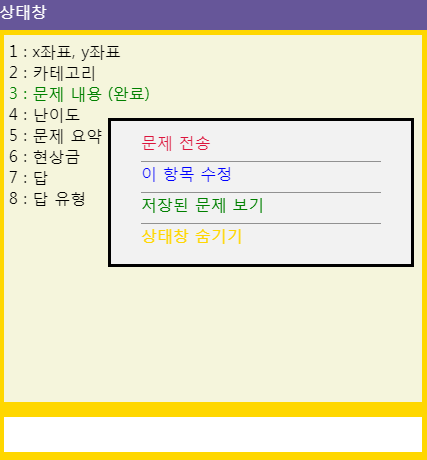 상태창
1 : x좌표, y좌표
2 : 카테고리
3 : 문제 내용 (완료)
4 : 난이도
5 : 문제 요약
6 : 현상금
7 : 답
8 : 답 유형
문제 전송
이 항목 수정
저장된 문제 보기
상태창 숨기기